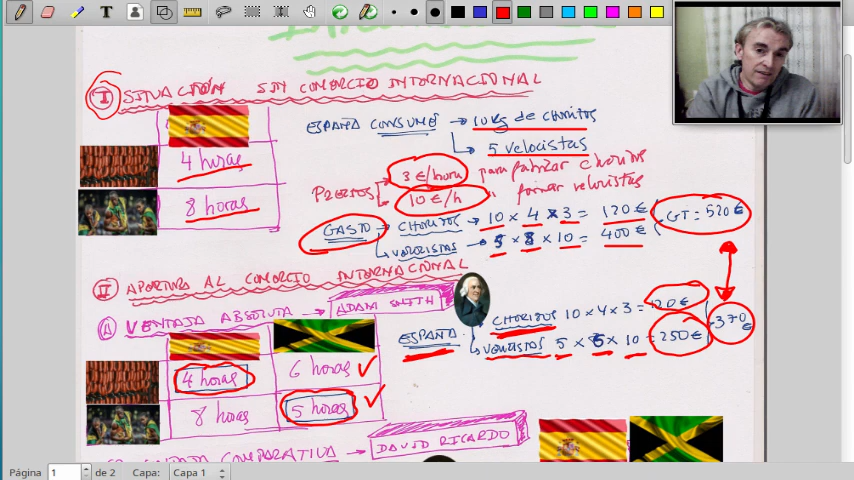 I SITUACIÓN SIN COMERCIO INTERNACIONAL
ESPAÑA CONSUME → 10 Kg de chorizos
5 velocistas
4 horas
8 horas
PRECIOS
3 €/hora para fabricar chorizos
10 €/h " formar velocistas
GASTO → CHORIZOS → 10 × 4 × 3 = 120 €
VELOCISTAS → 5 × 8 × 10 = 400 €
GT = 520 €
II APERTURA AL COMERCIO INTERNACIONAL
A VENTAJA ABSOLUTA → ADAM SMITH
ESPAÑA
CHORIZOS 10 × 4 × 3 = 120 €
VELOCISTAS 5 × 5 × 10 = 250 €
370 €
4 horas 6 horas ✓
8 horas 5 horas ✓
VENTAJA COMPARATIVA → DAVID RICARDO
Página 1 de 2 Capa: Capa 1